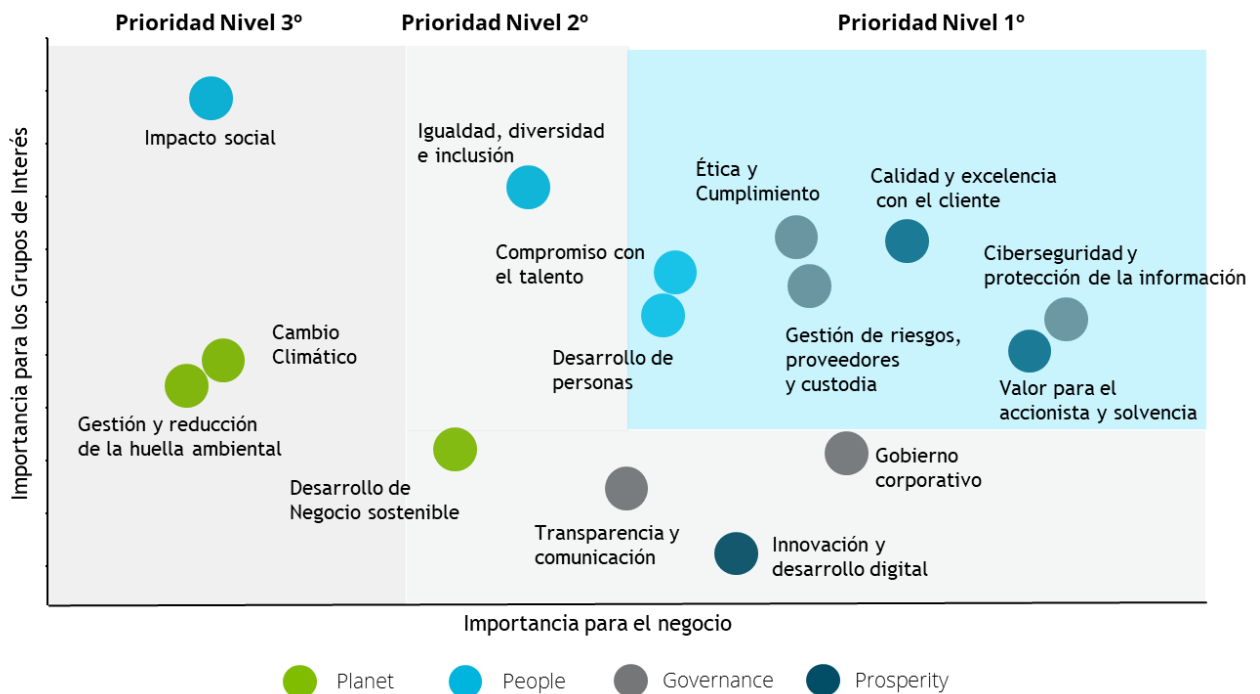 Prioridad Nivel 3º
Prioridad Nivel 2º
Prioridad Nivel 1º
Importancia para los Grupos de Interés
Impacto social
Igualdad, diversidad
e inclusión
Ética y
Cumplimiento
Calidad y excelencia
con el cliente
Compromiso con
el talento
Ciberseguridad y
protección de la información
Cambio
Climático
Desarrollo de
personas
Gestión de riesgos,
proveedores
y custodia
Valor para el
accionista y solvencia
Gestión y reducción
de la huella ambiental
Desarrollo de
Negocio sostenible
Gobierno
corporativo
Transparencia y
comunicación
Innovación y
desarrollo digital
Importancia para el negocio
Planet
People
Governance
Prosperity